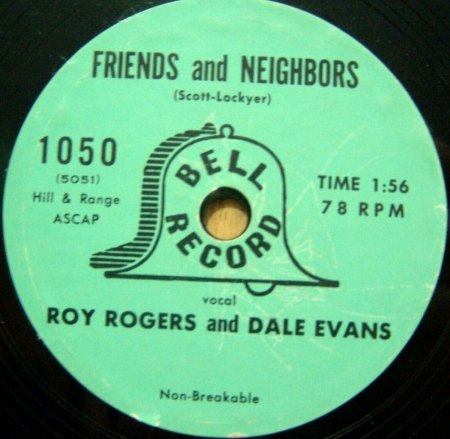 FRIENDS and NEIGHBORS
(Scott-Lockyer)
1050
(5051)
Hill & Range
ASCAP
BELL
RECORD
TIME 1:56
78 RPM
vocal
ROY ROGERS and DALE EVANS
Non-Breakable